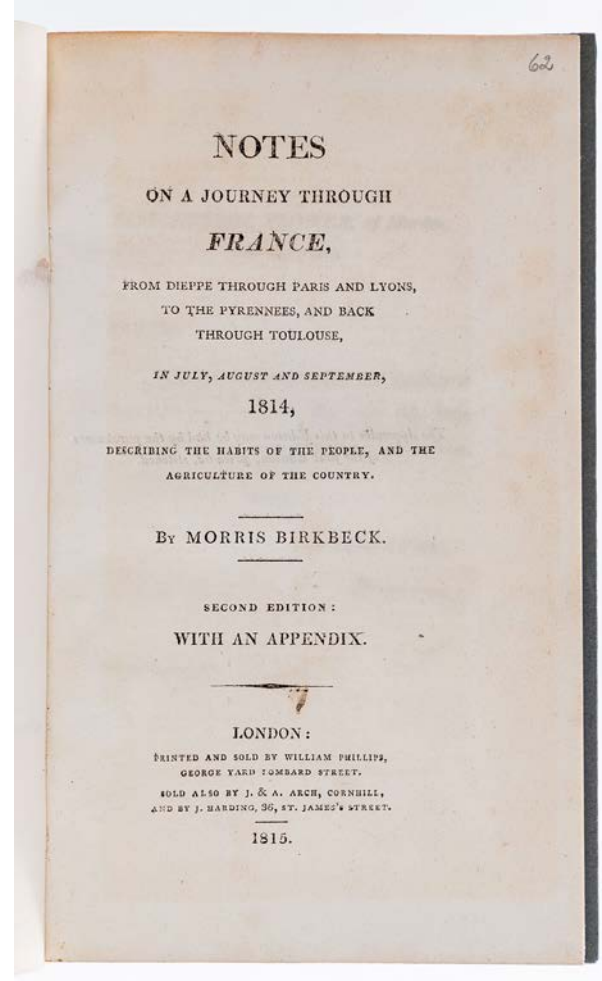 62
NOTES
ON A JOURNEY THROUGH
FRANCE,
FROM DIEPPE THROUGH PARIS AND LYONS,
TO THE PYRENNEES, AND BACK
THROUGH TOULOUSE,
IN JULY, AUGUST AND SEPTEMBER,
1814,
DESCRIBING THE HABITS OF THE PEOPLE, AND THE
AGRICULTURE OF THE COUNTRY.
By MORRIS BIRKBECK.
SECOND EDITION:
WITH AN APPENDIX.
LONDON:
PRINTED AND SOLD BY WILLIAM PHILLIPS,
GEORGE YARD LOMBARD STREET.
SOLD ALSO BY J. & A. ARCH, CORNHILL,
AND BY J. HARDING, 36, ST. JAMES'S STREET.
1815.